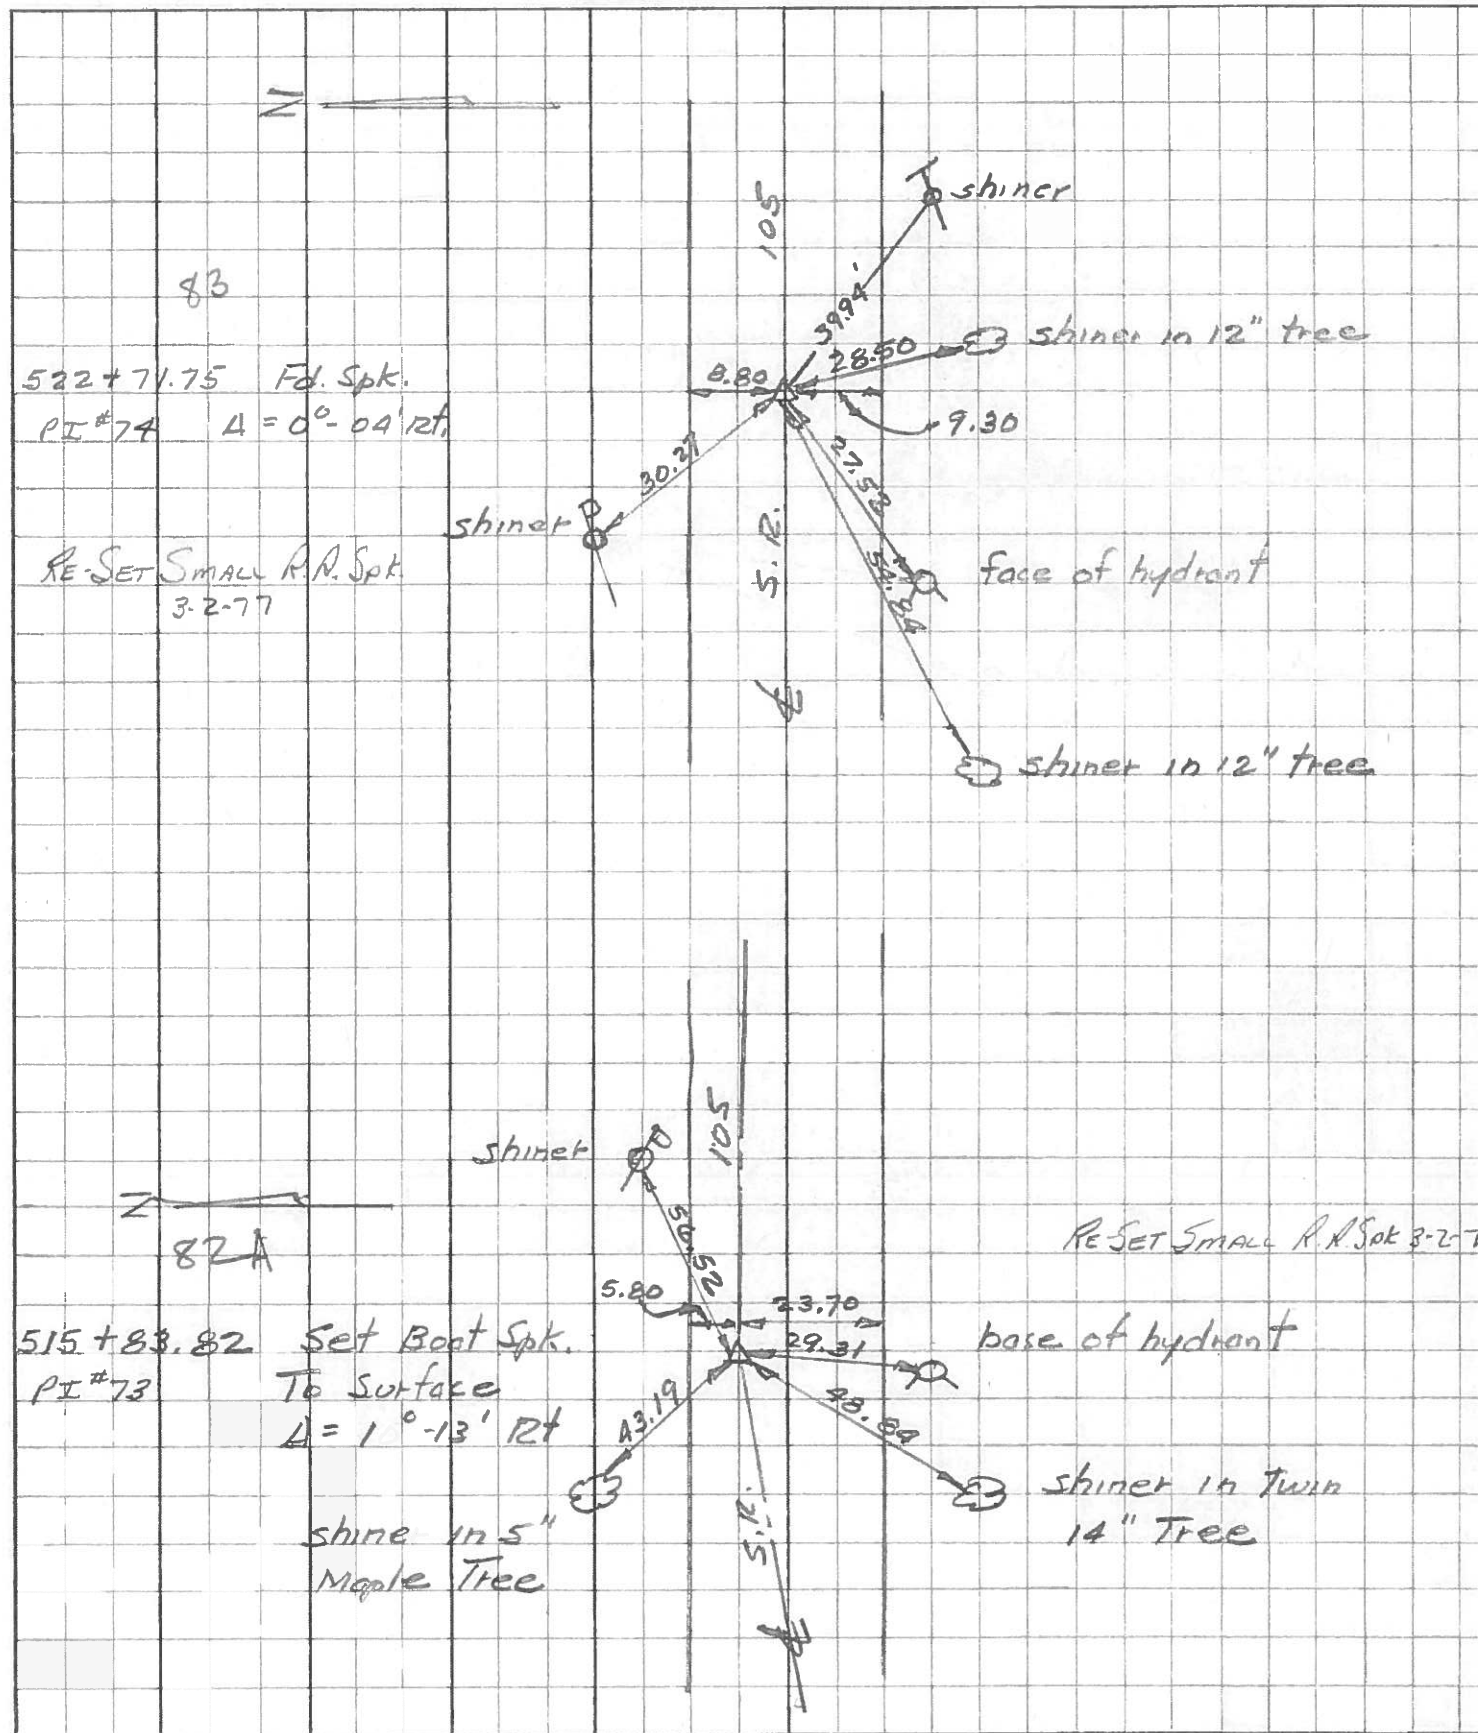 N
105
shiner
83
39.94'
28.50
shiner in 12" tree
522+71.75 Fd. Spk.
8.80
PI #74 Δ = 0°-04' Rt.
9.30
30.27
27.52
shiner
S.R.
54.84
face of hydrant
RE-SET SMALL R.R. Spk.
3-2-77
℄
shiner in 12" tree
105
shiner
N
82A
56.52
RE-SET SMALL R.R. Spk 3-2-7
5.80
23.70
515+83.82 Set Boat Spk.
29.31
base of hydrant
PI #73 To Surface
Δ = 1°-13' Rt
43.19
48.84
shiner in Twin
14" Tree
shine in 5"
Maple Tree
S.R.
℄